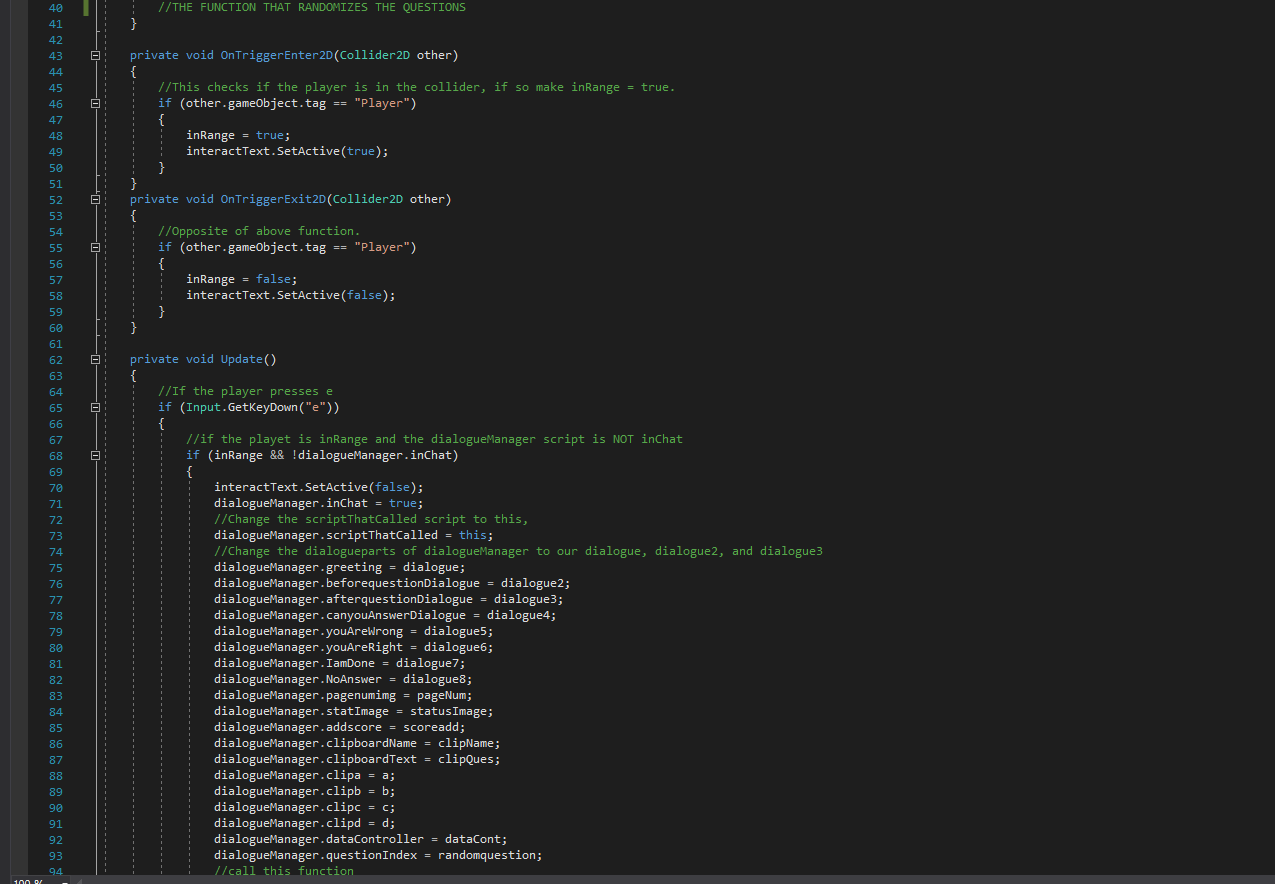 40 //THE FUNCTION THAT RANDOMIZES THE QUESTIONS
41 }
42
43 private void OnTriggerEnter2D(Collider2D other)
44 {
45 //This checks if the player is in the collider, if so make inRange = true.
46 if (other.gameObject.tag == "Player")
47 {
48 inRange = true;
49 interactText.SetActive(true);
50 }
51 }
52 private void OnTriggerExit2D(Collider2D other)
53 {
54 //Opposite of above function.
55 if (other.gameObject.tag == "Player")
56 {
57 inRange = false;
58 interactText.SetActive(false);
59 }
60 }
61
62 private void Update()
63 {
64 //If the player presses e
65 if (Input.GetKeyDown("e"))
66 {
67 //if the playet is inRange and the dialogueManager script is NOT inChat
68 if (inRange && !dialogueManager.inChat)
69 {
70 interactText.SetActive(false);
71 dialogueManager.inChat = true;
72 //Change the scriptThatCalled script to this,
73 dialogueManager.scriptThatCalled = this;
74 //Change the dialogueparts of dialogueManager to our dialogue, dialogue2, and dialogue3
75 dialogueManager.greeting = dialogue;
76 dialogueManager.beforequestionDialogue = dialogue2;
77 dialogueManager.afterquestionDialogue = dialogue3;
78 dialogueManager.canyouAnswerDialogue = dialogue4;
79 dialogueManager.youAreWrong = dialogue5;
80 dialogueManager.youAreRight = dialogue6;
81 dialogueManager.IamDone = dialogue7;
82 dialogueManager.NoAnswer = dialogue8;
83 dialogueManager.pagenumimg = pageNum;
84 dialogueManager.statImage = statusImage;
85 dialogueManager.addscore = scoreadd;
86 dialogueManager.clipboardName = clipName;
87 dialogueManager.clipboardText = clipQues;
88 dialogueManager.clipa = a;
89 dialogueManager.clipb = b;
90 dialogueManager.clipc = c;
91 dialogueManager.clipd = d;
92 dialogueManager.dataController = dataCont;
93 dialogueManager.questionIndex = randomquestion;
94 //call this function
100 %